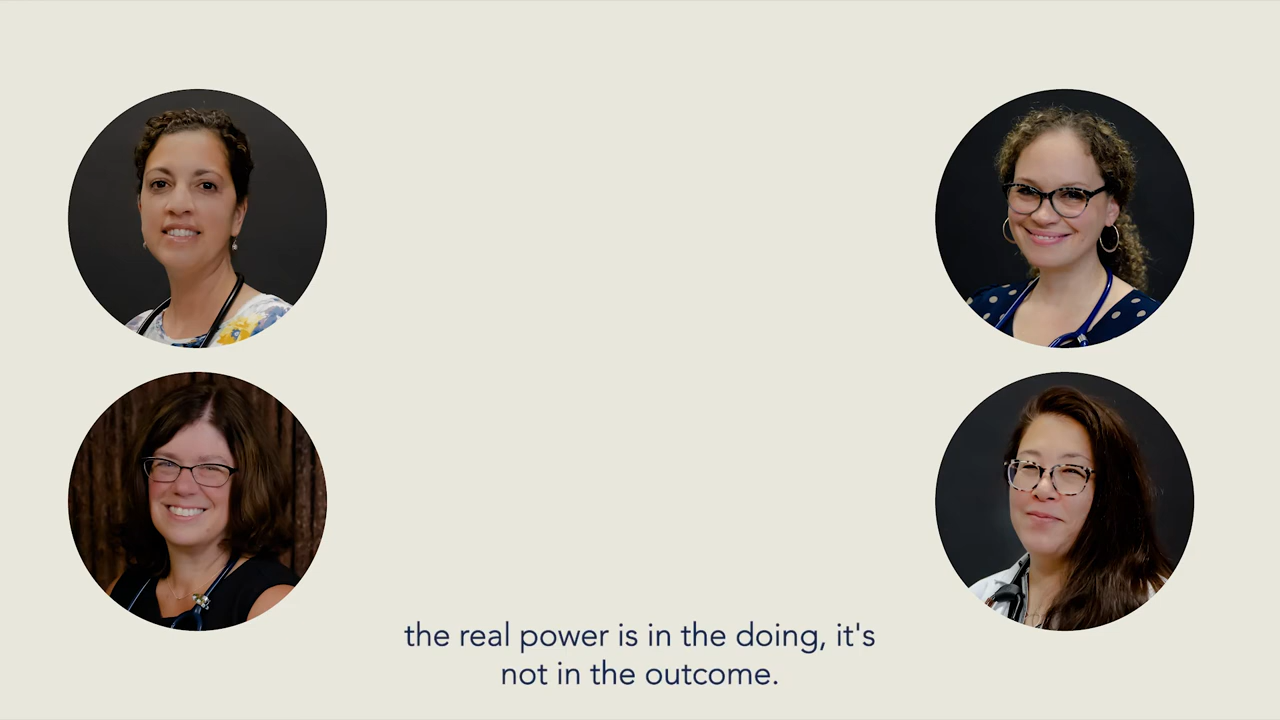 the real power is in the doing, it's
not in the outcome.